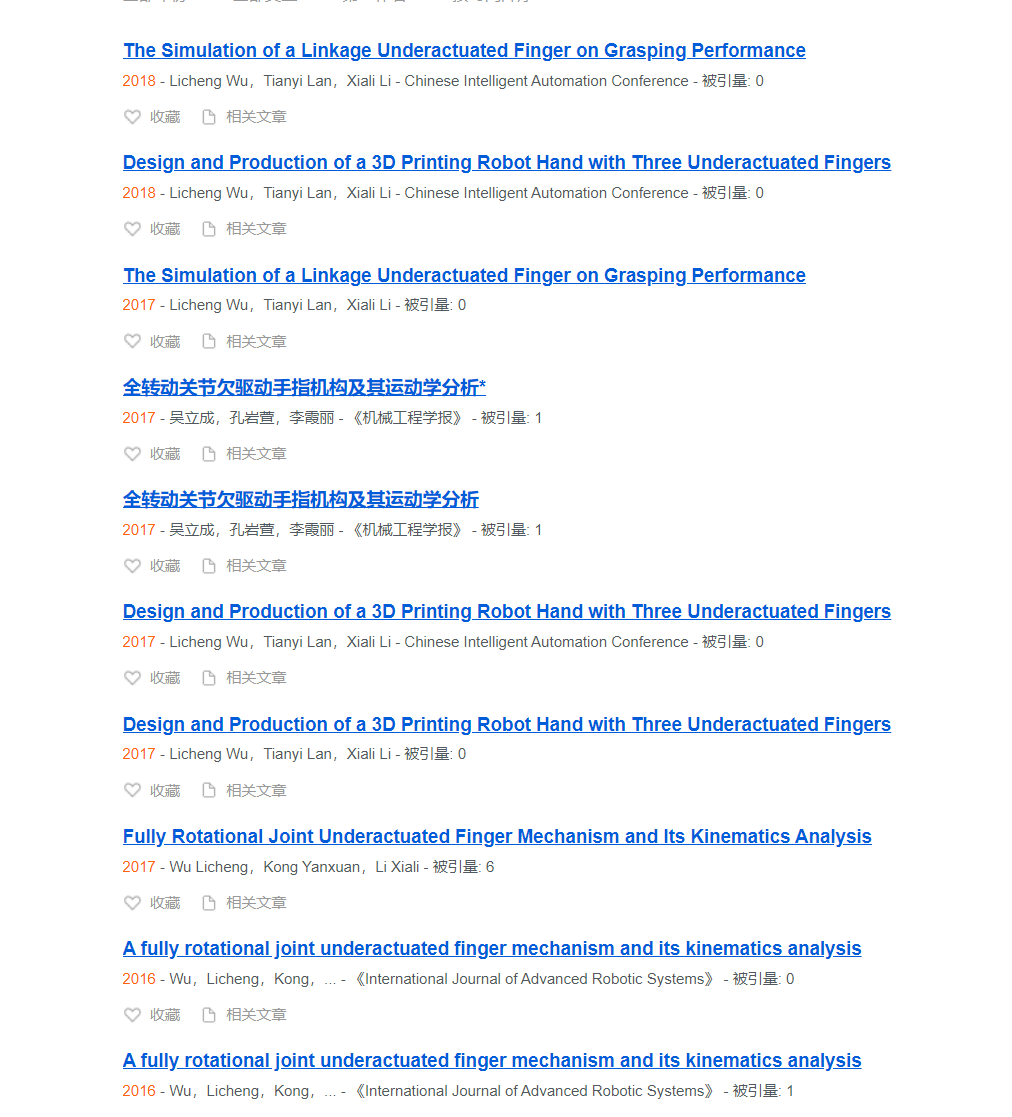 The Simulation of a Linkage Underactuated Finger on Grasping Performance
2018 - Licheng Wu，Tianyi Lan，Xiali Li - Chinese Intelligent Automation Conference - 被引量: 0
收藏 相关文章
Design and Production of a 3D Printing Robot Hand with Three Underactuated Fingers
2018 - Licheng Wu，Tianyi Lan，Xiali Li - Chinese Intelligent Automation Conference - 被引量: 0
收藏 相关文章
The Simulation of a Linkage Underactuated Finger on Grasping Performance
2017 - Licheng Wu，Tianyi Lan，Xiali Li - 被引量: 0
收藏 相关文章
全转动关节欠驱动手指机构及其运动学分析*
2017 - 吴立成，孔岩萱，李霞丽 - 《机械工程学报》 - 被引量: 1
收藏 相关文章
全转动关节欠驱动手指机构及其运动学分析
2017 - 吴立成，孔岩萱，李霞丽 - 《机械工程学报》 - 被引量: 1
收藏 相关文章
Design and Production of a 3D Printing Robot Hand with Three Underactuated Fingers
2017 - Licheng Wu，Tianyi Lan，Xiali Li - Chinese Intelligent Automation Conference - 被引量: 0
收藏 相关文章
Design and Production of a 3D Printing Robot Hand with Three Underactuated Fingers
2017 - Licheng Wu，Tianyi Lan，Xiali Li - 被引量: 0
收藏 相关文章
Fully Rotational Joint Underactuated Finger Mechanism and Its Kinematics Analysis
2017 - Wu Licheng，Kong Yanxuan，Li Xiali - 被引量: 6
收藏 相关文章
A fully rotational joint underactuated finger mechanism and its kinematics analysis
2016 - Wu，Licheng，Kong，... - 《International Journal of Advanced Robotic Systems》 - 被引量: 0
收藏 相关文章
A fully rotational joint underactuated finger mechanism and its kinematics analysis
2016 - Wu，Licheng，Kong，... - 《International Journal of Advanced Robotic Systems》 - 被引量: 1